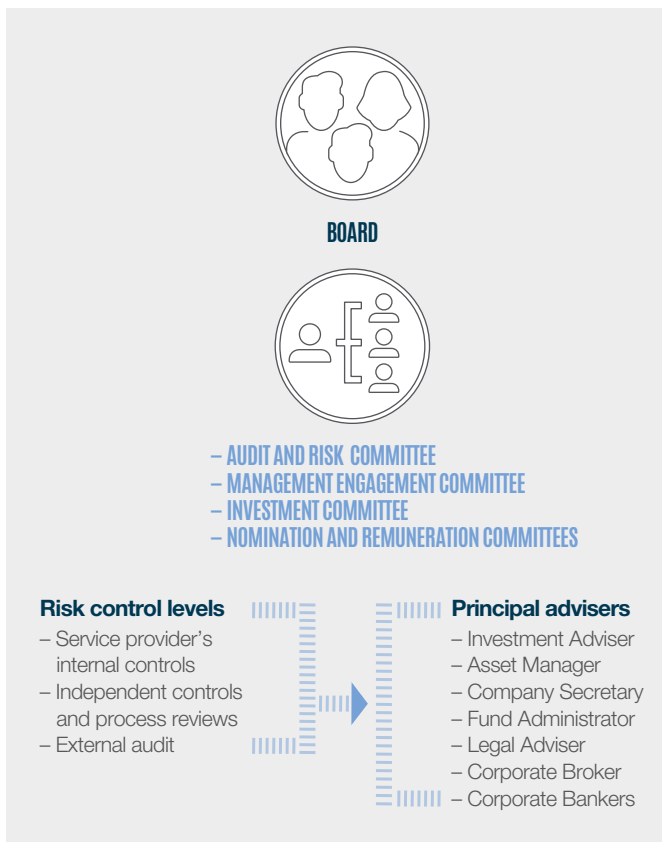 BOARD
– AUDIT AND RISK COMMITTEE
– MANAGEMENT ENGAGEMENT COMMITTEE
– INVESTMENT COMMITTEE
– NOMINATION AND REMUNERATION COMMITTEES
Risk control levels
– Service provider's
internal controls
– Independent controls
and process reviews
– External audit
Principal advisers
– Investment Adviser
– Asset Manager
– Company Secretary
– Fund Administrator
– Legal Adviser
– Corporate Broker
– Corporate Bankers